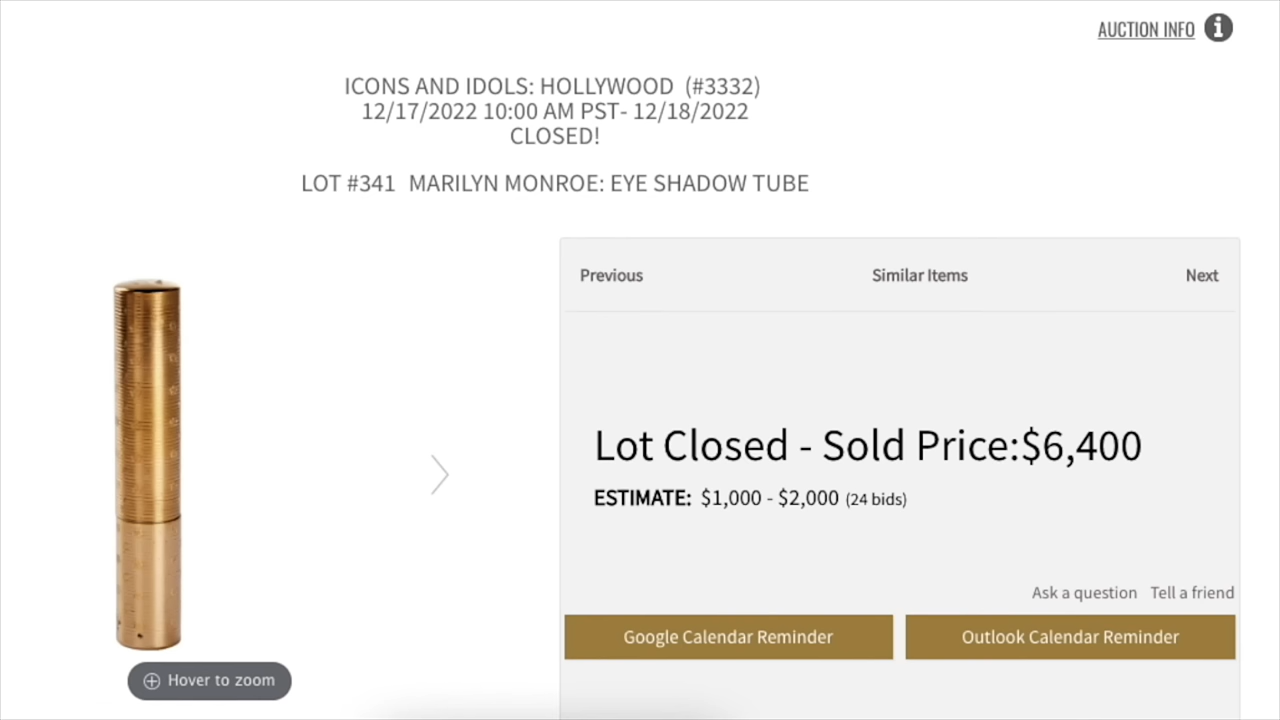 AUCTION INFO
ICONS AND IDOLS: HOLLYWOOD (#3332)
12/17/2022 10:00 AM PST- 12/18/2022
CLOSED!
LOT #341 MARILYN MONROE: EYE SHADOW TUBE
Previous Similar Items Next
Lot Closed - Sold Price:$6,400
ESTIMATE: $1,000 - $2,000 (24 bids)
Ask a question Tell a friend
Google Calendar Reminder Outlook Calendar Reminder
Hover to zoom